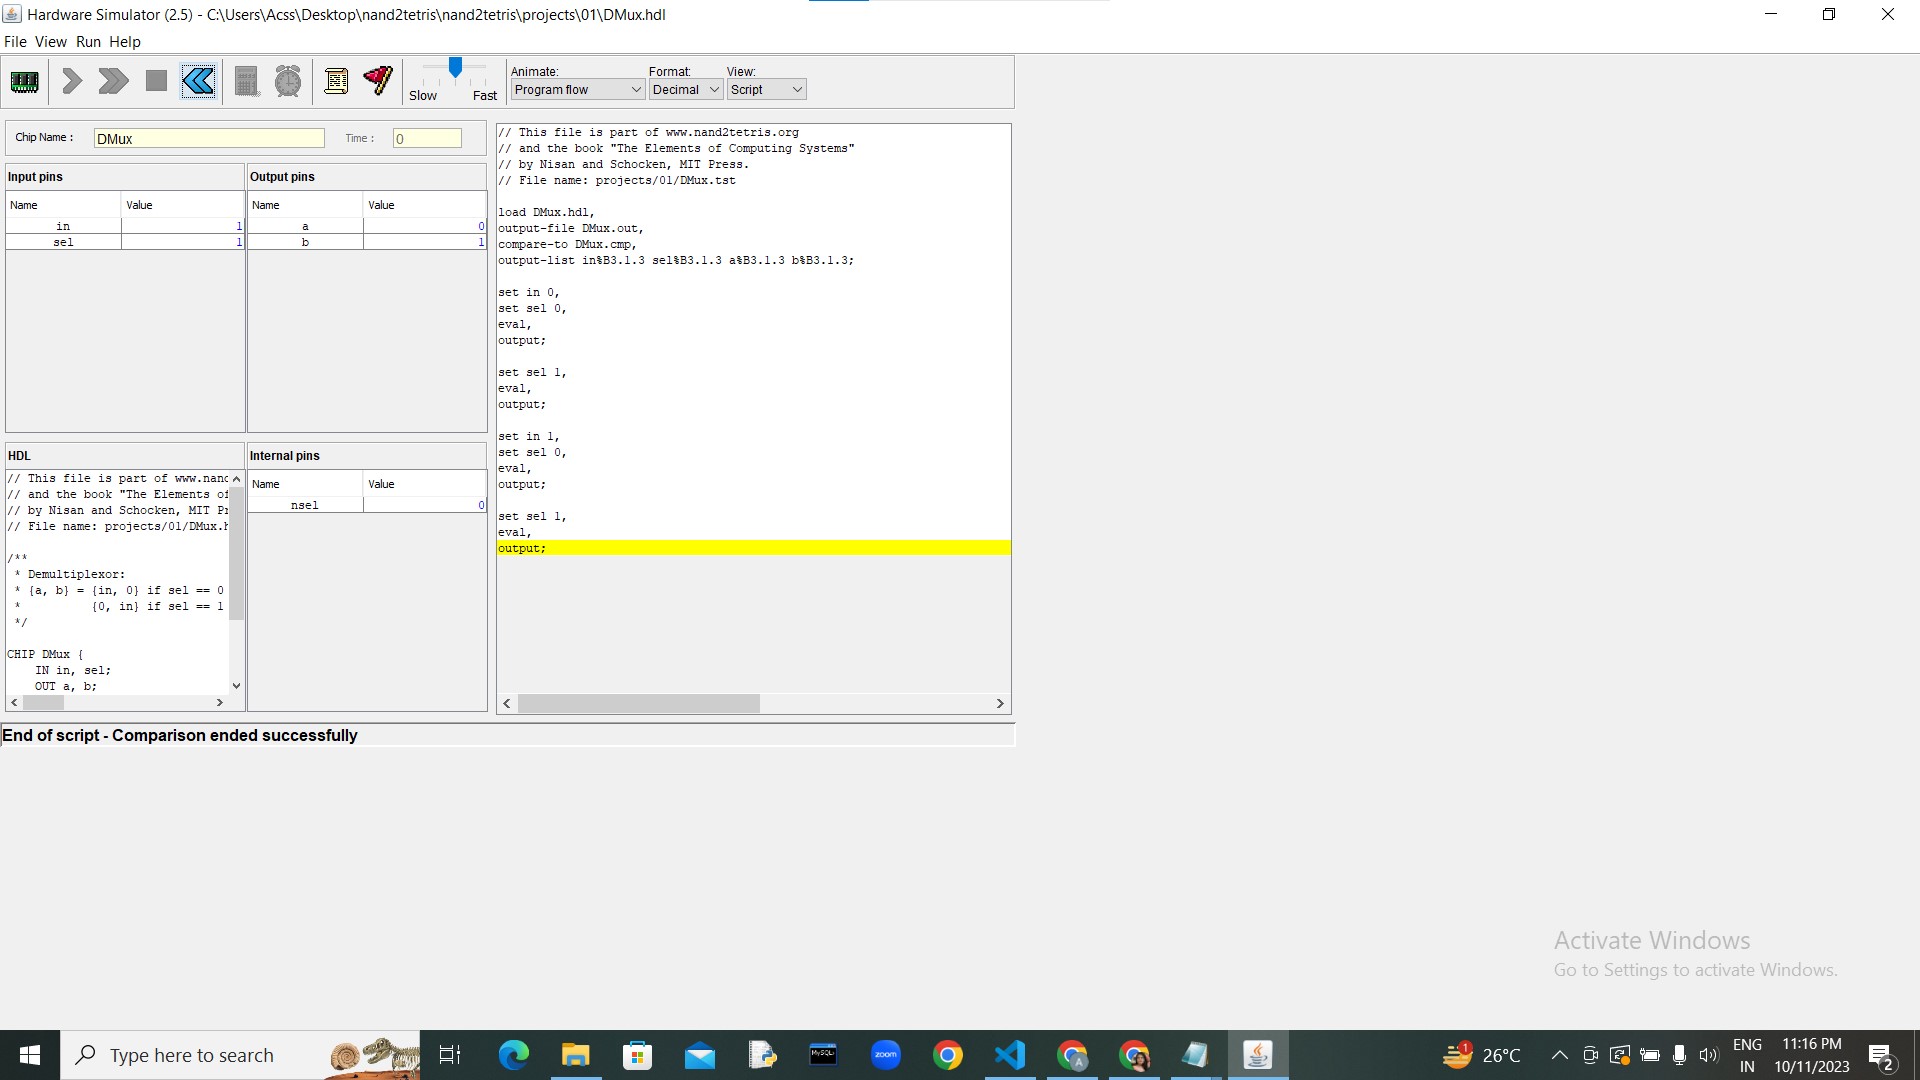 Hardware Simulator (2.5) - C:\Users\Acss\Desktop\nand2tetris\nand2tetris\projects\01\DMux.hdl
File View Run Help
Animate: Format: View:
Program flow Decimal Script
Slow Fast
Chip Name : DMux Time : 0
Input pins
Name Value
in 1
sel 1
Output pins
Name Value
a 0
b 1
HDL
// This file is part of www.nand
// and the book "The Elements of
// by Nisan and Schocken, MIT Pr
// File name: projects/01/DMux.h
/**
* Demultiplexor:
* {a, b} = {in, 0} if sel == 0
* {0, in} if sel == 1
*/
CHIP DMux {
IN in, sel;
OUT a, b;
Internal pins
Name Value
nsel 0
// This file is part of www.nand2tetris.org
// and the book "The Elements of Computing Systems"
// by Nisan and Schocken, MIT Press.
// File name: projects/01/DMux.tst
load DMux.hdl,
output-file DMux.out,
compare-to DMux.cmp,
output-list in%B3.1.3 sel%B3.1.3 a%B3.1.3 b%B3.1.3;
set in 0,
set sel 0,
eval,
output;
set sel 1,
eval,
output;
set in 1,
set sel 0,
eval,
output;
set sel 1,
eval,
output;
End of script - Comparison ended successfully
Activate Windows
Go to Settings to activate Windows.
Type here to search
MySQL
zoom
A
1
26°C
ENG
IN
11:16 PM
10/11/2023
2